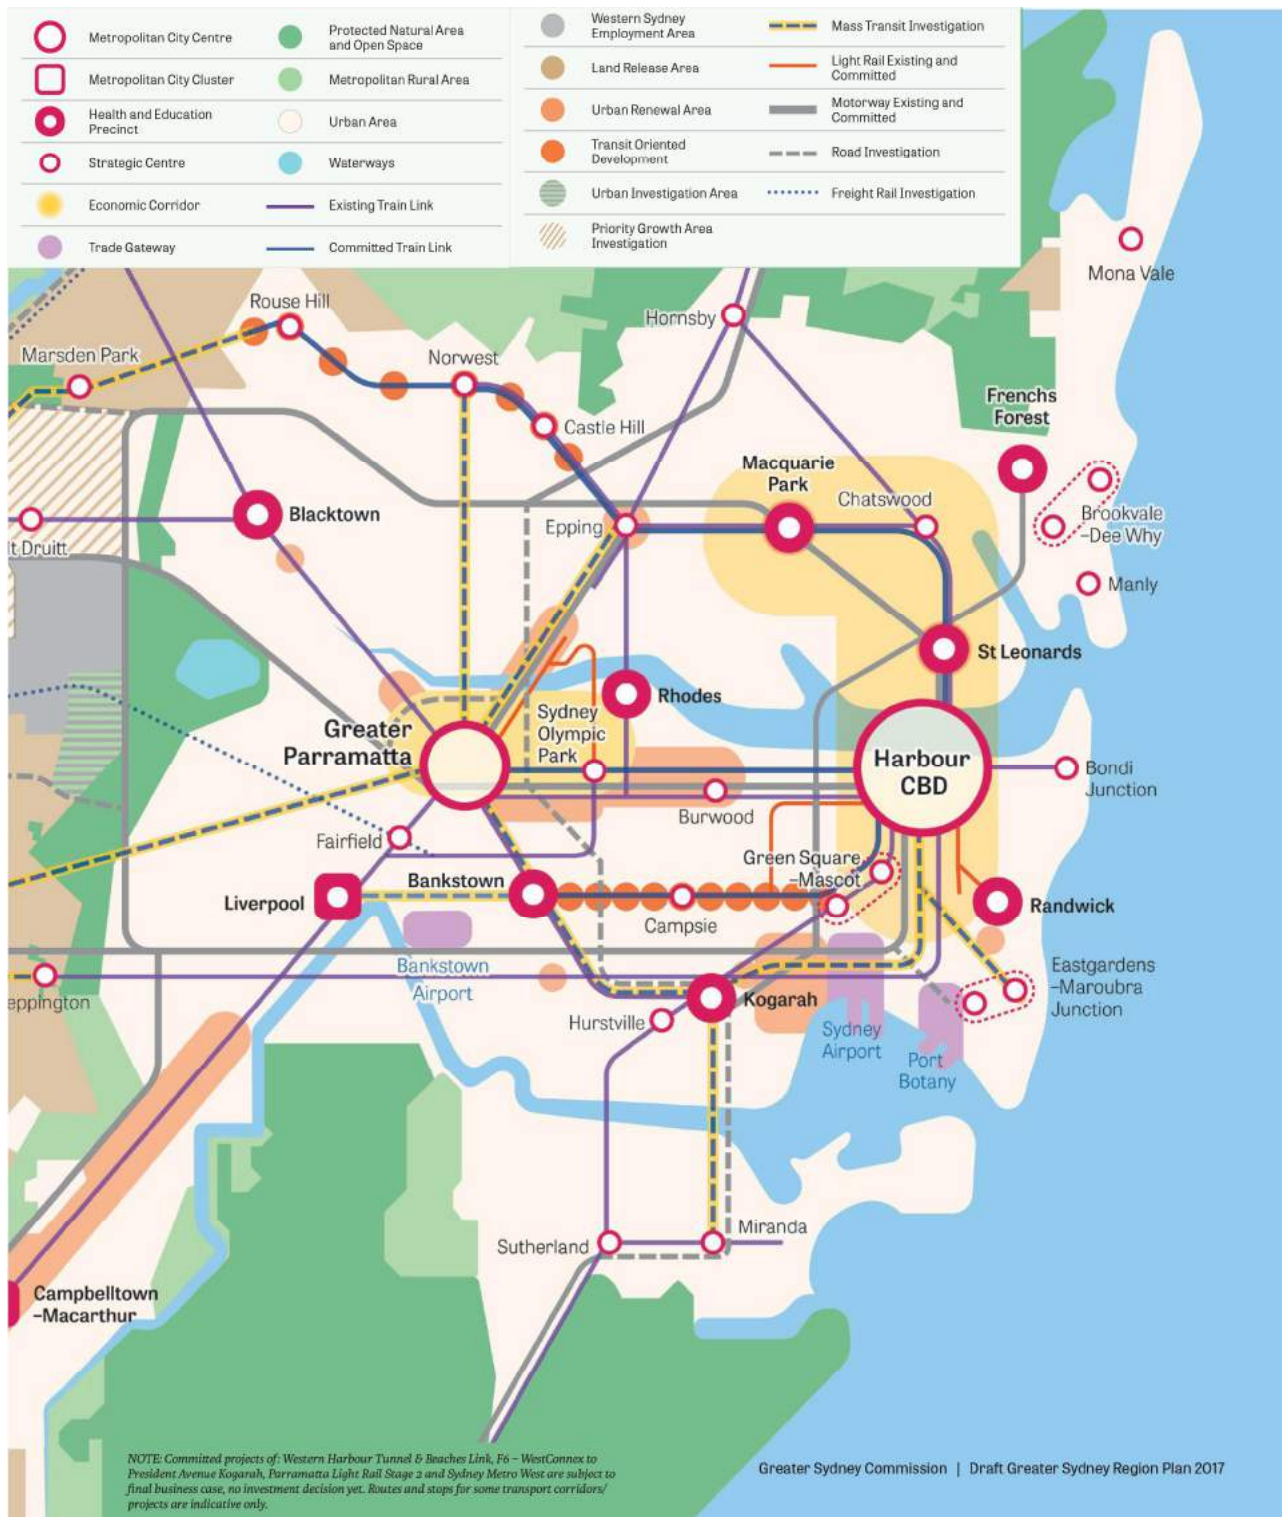 Metropolitan City Centre
Metropolitan City Cluster
Health and Education
Precinct
Strategic Centre
Economic Corridor
Trade Gateway
Protected Natural Area
and Open Space
Metropolitan Rural Area
Urban Area
Waterways
Existing Train Link
Committed Train Link
Western Sydney
Employment Area
Land Release Area
Urban Renewal Area
Transit Oriented
Development
Urban Investigation Area
Priority Growth Area
Investigation
Mass Transit Investigation
Light Rail Existing and
Committed
Motorway Existing and
Committed
Road Investigation
Freight Rail Investigation
Mona Vale
Rouse Hill
Hornsby
Marsden Park
Norwest
Frenchs
Forest
Castle Hill
Macquarie
Park
Chatswood
Blacktown
Epping
Brookvale
–Dee Why
lt Druitt
Manly
St Leonards
Rhodes
Greater
Parramatta
Sydney
Olympic
Park
Harbour
CBD
Bondi
Junction
Burwood
Fairfield
Green Square
–Mascot
Bankstown
Liverpool
Randwick
Campsie
Bankstown
Airport
Eastgardens
–Maroubra
Junction
eppington
Kogarah
Hurstville
Sydney
Airport
Port
Botany
Miranda
Sutherland
Campbelltown
–Macarthur
NOTE: Committed projects of: Western Harbour Tunnel & Beaches Link, F6 – WestConnex to
President Avenue Kogarah, Parramatta Light Rail Stage 2 and Sydney Metro West are subject to
final business case, no investment decision yet. Routes and stops for some transport corridors/
projects are indicative only.
Greater Sydney Commission | Draft Greater Sydney Region Plan 2017